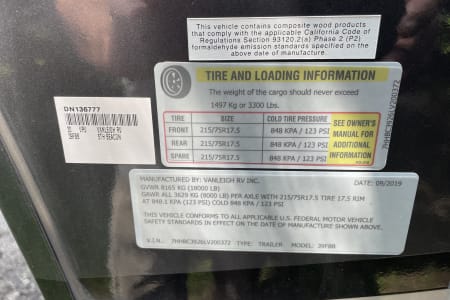 This vehicle contains composite wood products
that comply with the applicable California Code of
Regulations Section 93120.2(a) Phase 2 (P2)
formaldehyde emission standards specified on the
above date of manufacture.
TIRE AND LOADING INFORMATION
The weight of the cargo should never exceed
1497 Kg or 3300 Lbs.
TIRE SIZE COLD TIRE PRESSURE
FRONT 215/75R17.5 848 KPA / 123 PSI
REAR 215/75R17.5 848 KPA / 123 PSI
SPARE 215/75R17.5 848 KPA / 123 PSI
SEE OWNER'S
MANUAL FOR
ADDITIONAL
INFORMATION
7HHBC3926LV200372
DN136777
VANLEIGH RV
39FBB 5TH BEACON
MANUFACTURED BY: VANLEIGH RV INC. DATE: 09/2019
GVWR 8165 KG (18000 LB)
GAWR ALL 3629 KG (8000 LB) PER AXLE WITH 215/75R17.5 TIRE 17.5 RIM
AT 848.1 KPA (123 PSI) COLD 848 KPA / 123 PSI
THIS VEHICLE CONFORMS TO ALL APPLICABLE U.S. FEDERAL MOTOR VEHICLE
SAFETY STANDARDS IN EFFECT ON THE DATE OF MANUFACTURE SHOWN ABOVE.
V.I.N.: 7HHBC3926LV200372 TYPE: TRAILER MODEL: 39FBB